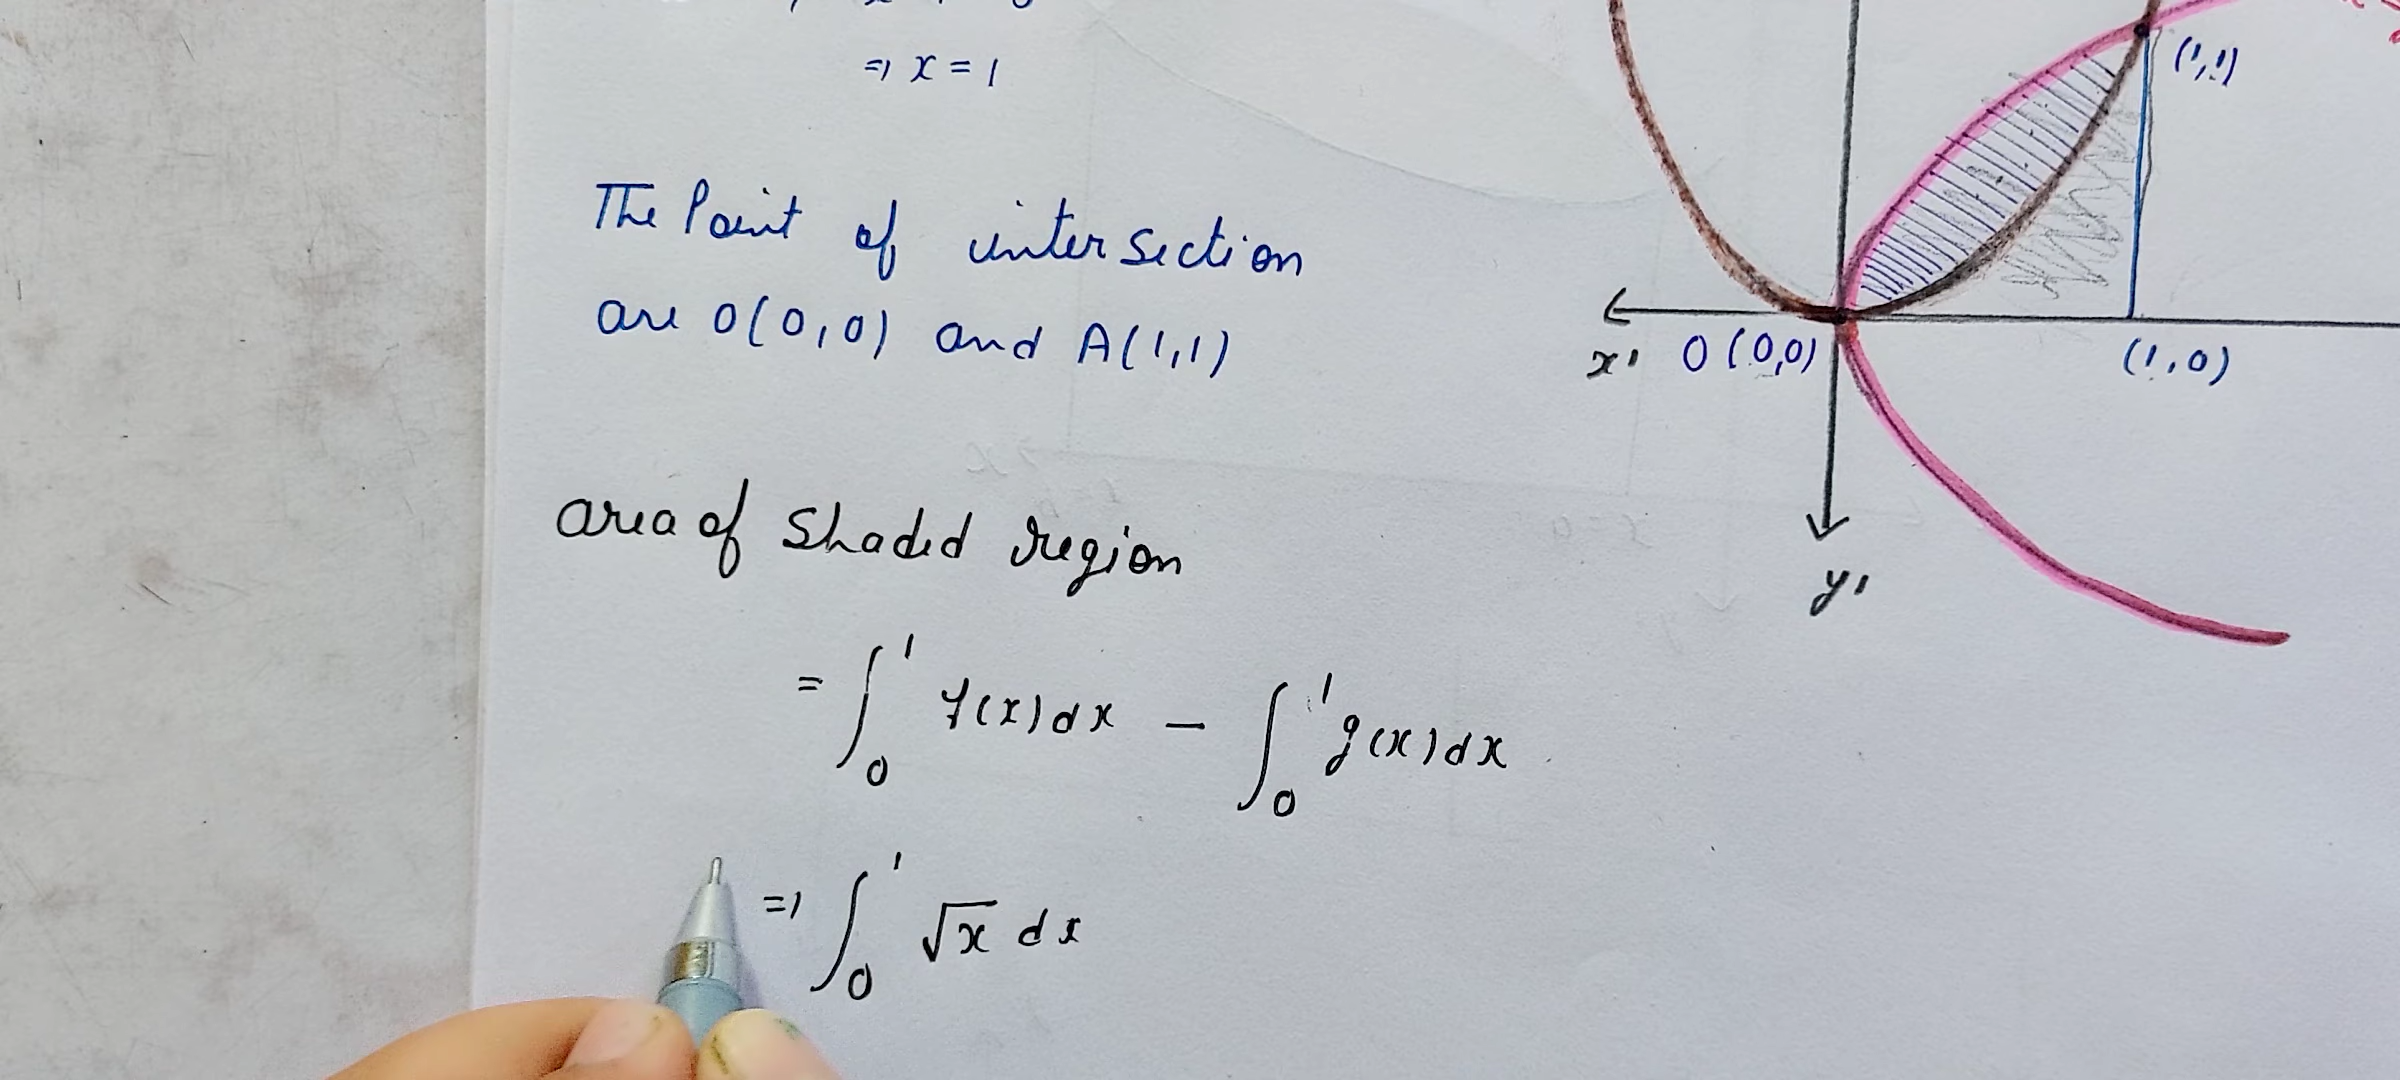 ⇒ x = 1
The Point of intersection
are O(0,0) and A(1,1)
area of shaded region
= ∫₀¹ f(x)dx − ∫₀¹ g(x)dx
⇒ ∫₀¹ √x dx
(1,1)
x' O (0,0) (1,0)
y'